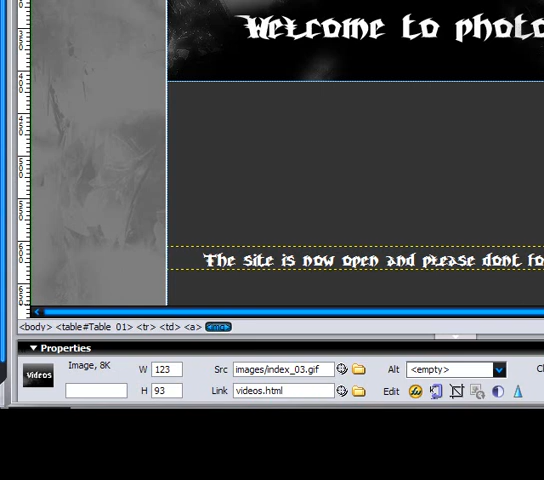 Welcome to photo
The site is now open and please dont fo
<body> <table#Table_01> <tr> <td> <a> <img>
Properties
Videos
Image, 8K
W 123
Src images/index_03.gif
Alt <empty>
H 93
Link videos.html
Edit